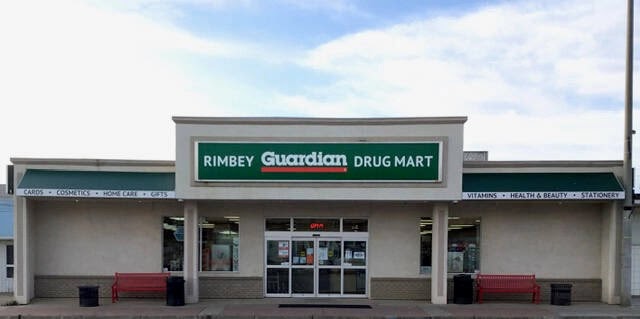 RIMBEY Guardian DRUG MART
CARDS • COSMETICS • HOME CARE • GIFTS
VITAMINS • HEALTH & BEAUTY • STATIONERY
OPEN